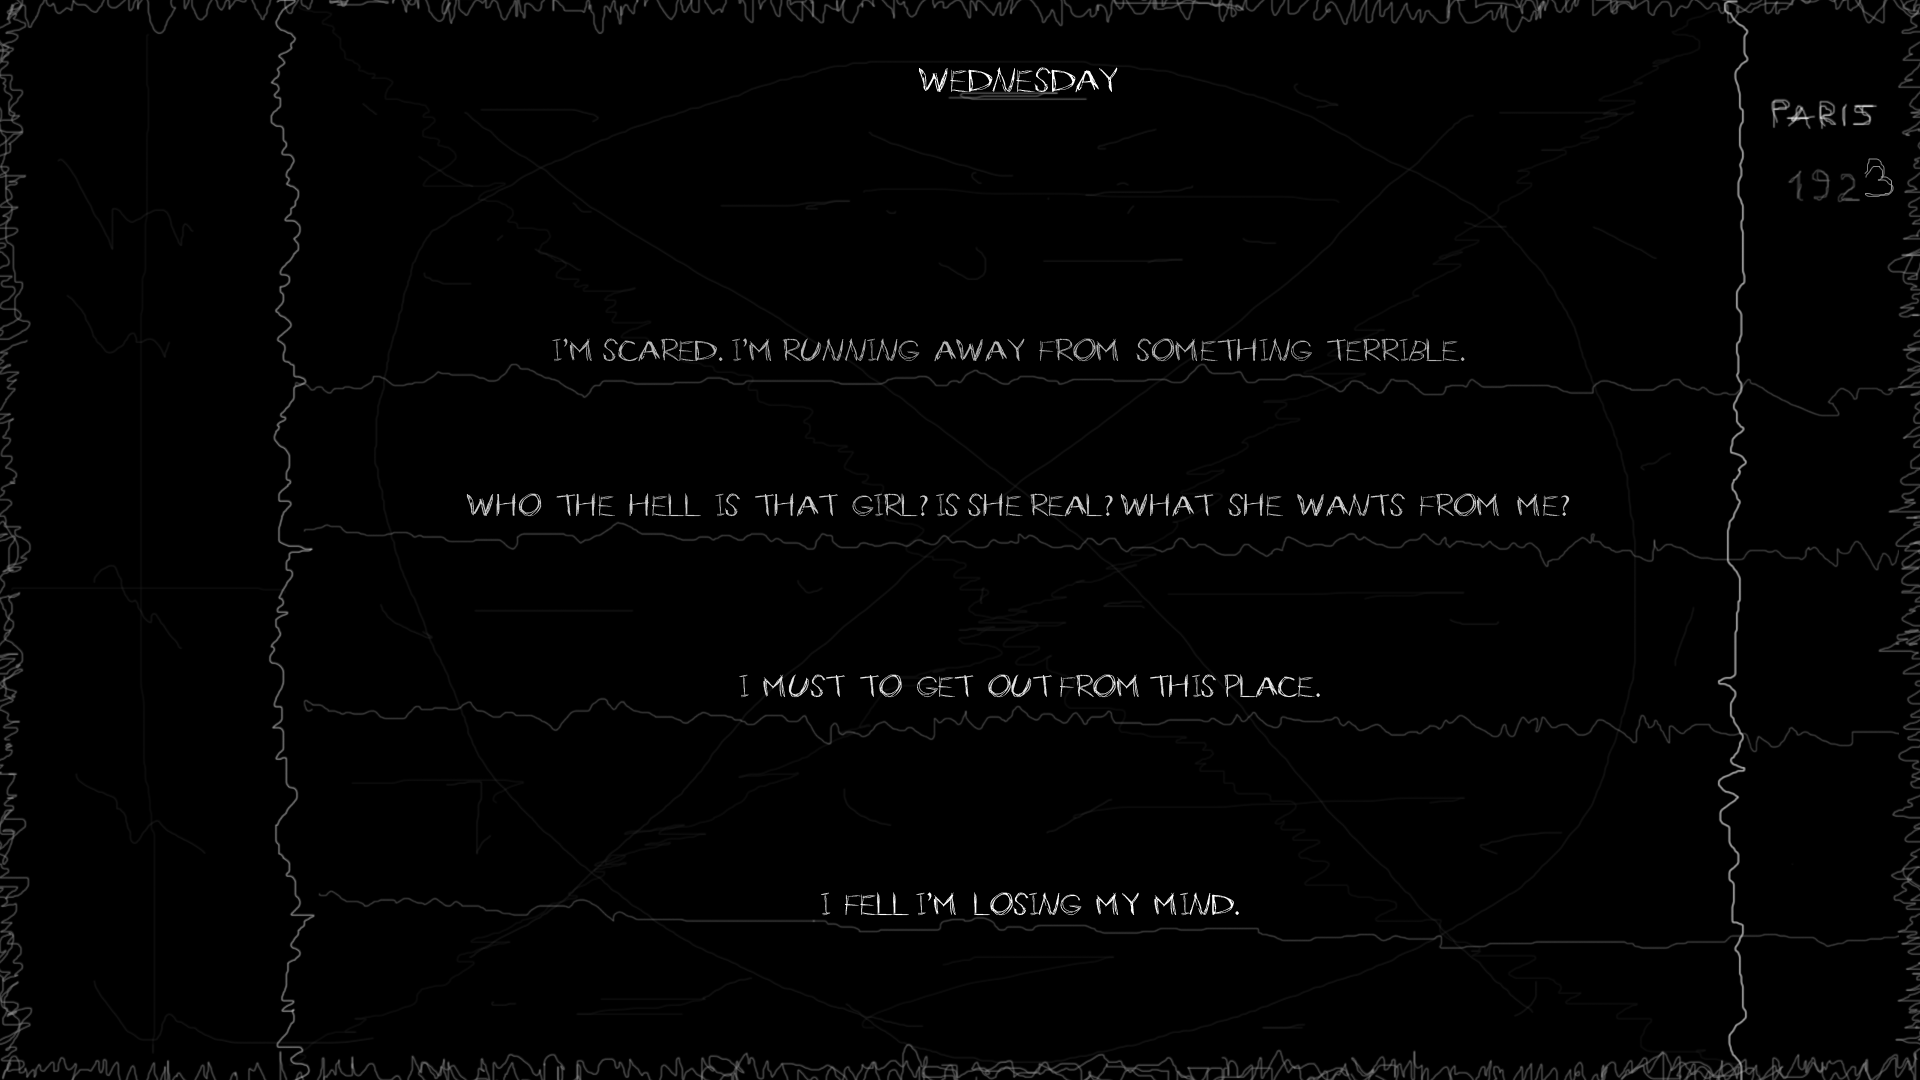 WEDNESDAY
PARIS
1923
I'M SCARED. I'M RUNNING AWAY FROM SOMETHING TERRIBLE.
WHO THE HELL IS THAT GIRL? IS SHE REAL? WHAT SHE WANTS FROM ME?
I MUST TO GET OUT FROM THIS PLACE.
I FELL I'M LOSING MY MIND.